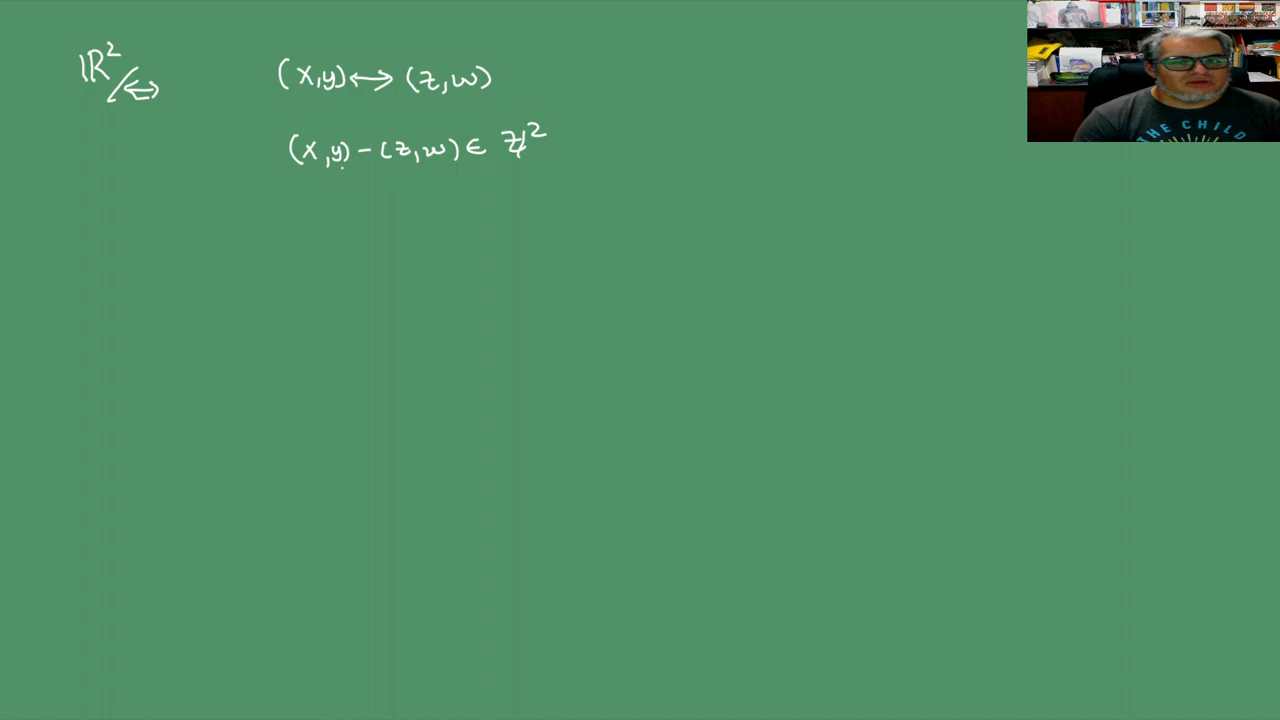 ℝ²/↔ (x,y) ↔ (z,w)
(x,y) - (z,w) ∈ ℤ²
THE CHILD